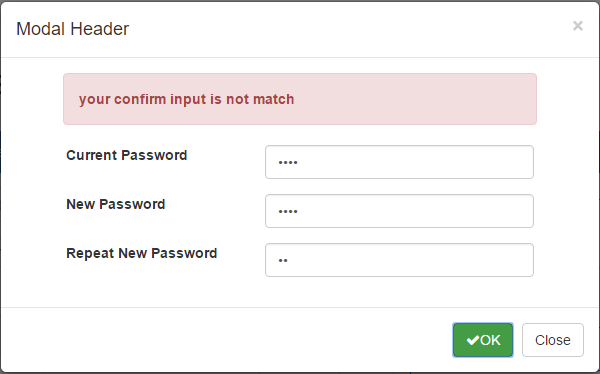 Modal Header ×
your confirm input is not match
Current Password ••••
New Password ••••
Repeat New Password ••
✔OK Close